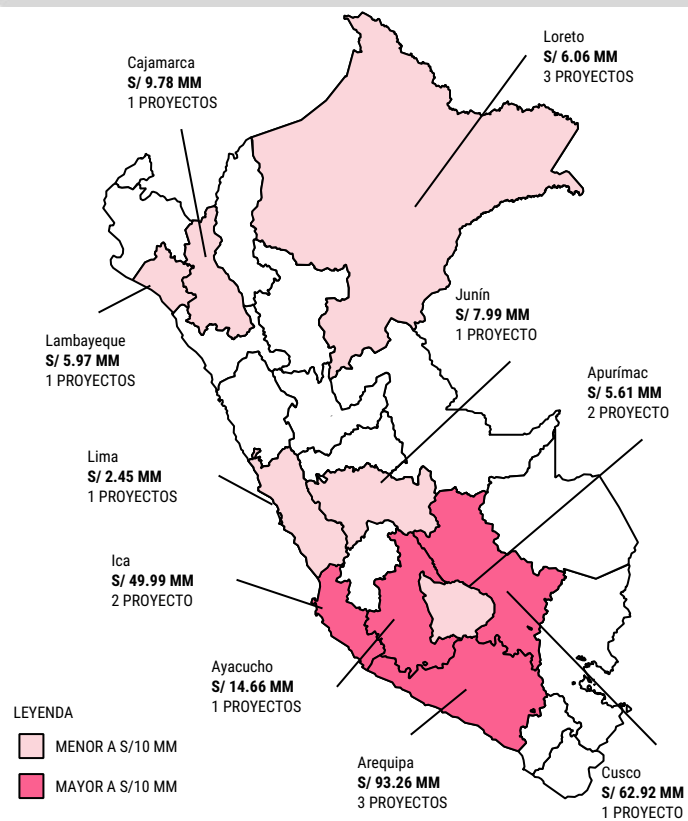 Loreto
S/ 6.06 MM
3 PROYECTOS
Cajamarca
S/ 9.78 MM
1 PROYECTOS
Junín
S/ 7.99 MM
1 PROYECTO
Lambayeque
S/ 5.97 MM
1 PROYECTOS
Apurímac
S/ 5.61 MM
2 PROYECTO
Lima
S/ 2.45 MM
1 PROYECTOS
Ica
S/ 49.99 MM
2 PROYECTO
Ayacucho
S/ 14.66 MM
1 PROYECTOS
LEYENDA
MENOR A S/10 MM
MAYOR A S/10 MM
Arequipa
S/ 93.26 MM
3 PROYECTOS
Cusco
S/ 62.92 MM
1 PROYECTO